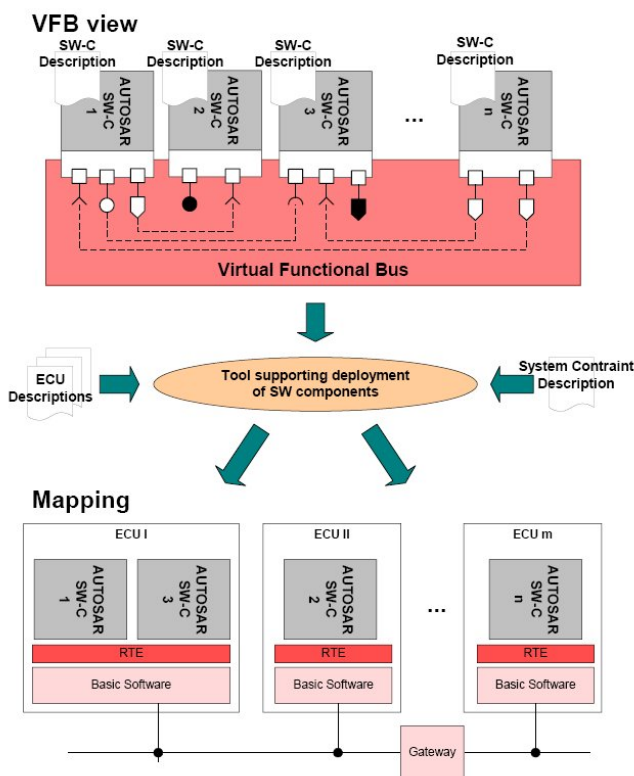 VFB view
SW-C
Description
SW-C
Description
SW-C
Description
SW-C
Description
AUTOSAR
SW-C
1
AUTOSAR
SW-C
2
AUTOSAR
SW-C
3
...
AUTOSAR
SW-C
n
Virtual Functional Bus
ECU
Descriptions
Tool supporting deployment
of SW components
System Contraint
Description
Mapping
ECU I
ECU II
ECU m
AUTOSAR
SW-C
1
AUTOSAR
SW-C
3
AUTOSAR
SW-C
2
...
AUTOSAR
SW-C
n
RTE
RTE
RTE
Basic Software
Basic Software
Basic Software
Gateway